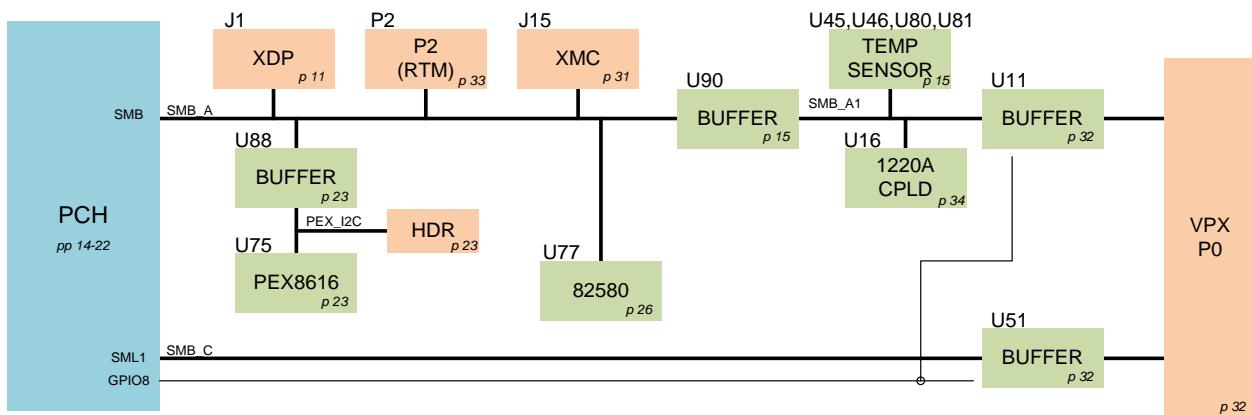 J1
P2
J15
U45,U46,U80,U81
XDP
p 11
P2
(RTM)
p 33
XMC
p 31
TEMP
SENSOR
p 15
U90
U11
SMB
SMB_A
SMB_A1
BUFFER
p 15
BUFFER
p 32
U88
U16
BUFFER
p 23
1220A
CPLD
p 34
PCH
pp 14-22
PEX_I2C
HDR
p 23
VPX
P0
U75
U77
PEX8616
p 23
82580
p 26
U51
SML1
SMB_C
BUFFER
p 32
GPIO8
p 32